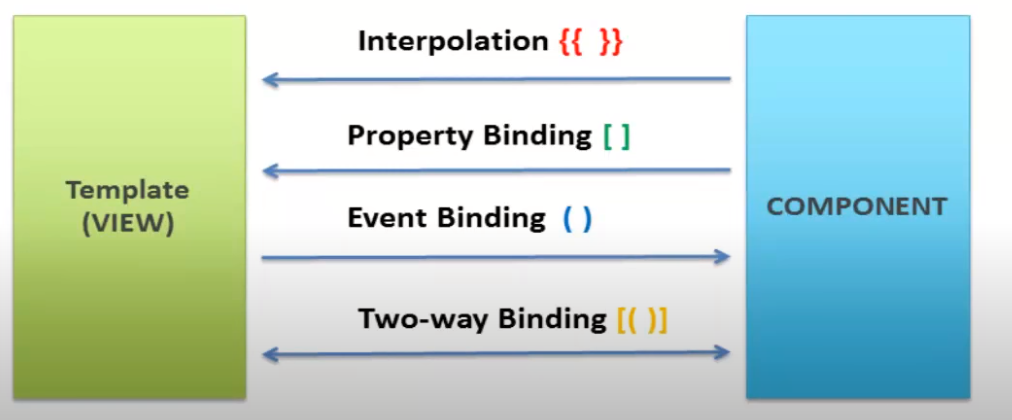 Interpolation {{ }}
Property Binding [ ]
Template
(VIEW)
COMPONENT
Event Binding ( )
Two-way Binding [( )]